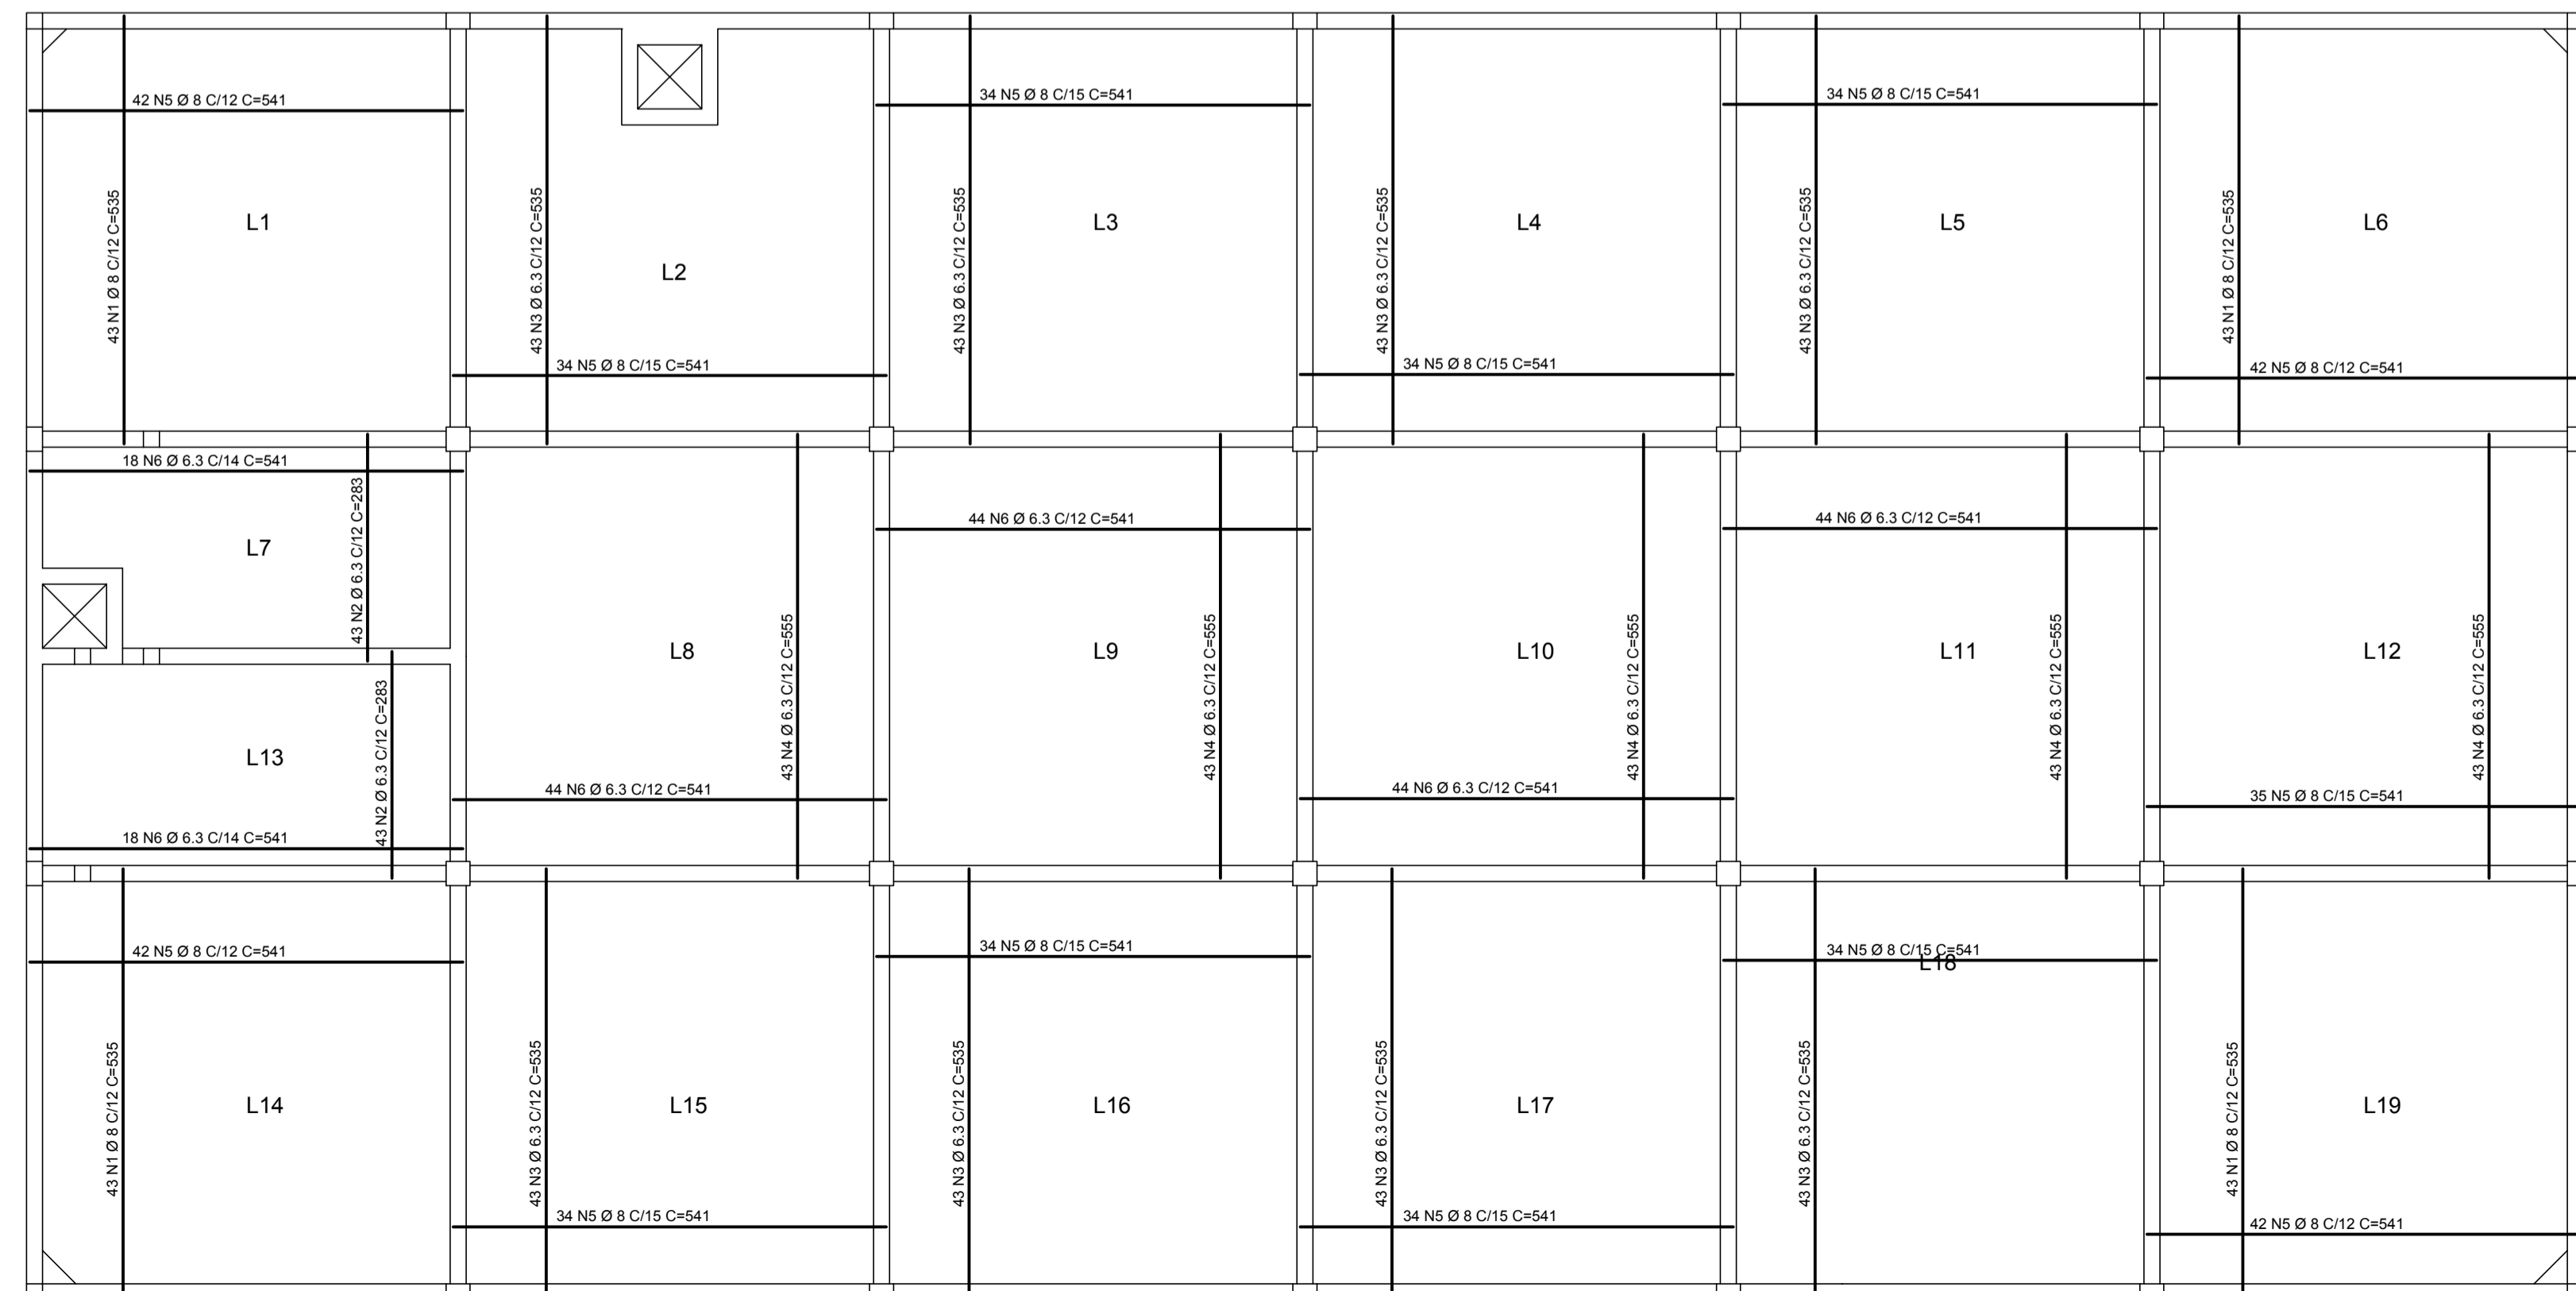 42 N5 Ø 8 C/12 C=541
34 N5 Ø 8 C/15 C=541
34 N5 Ø 8 C/15 C=541
43 N1 Ø 8 C/12 C=535
L1
43 N3 Ø 6.3 C/12 C=535
L2
43 N3 Ø 6.3 C/12 C=535
L3
43 N3 Ø 6.3 C/12 C=535
L4
43 N3 Ø 6.3 C/12 C=535
L5
43 N1 Ø 8 C/12 C=535
L6
34 N5 Ø 8 C/15 C=541
34 N5 Ø 8 C/15 C=541
42 N5 Ø 8 C/12 C=541
18 N6 Ø 6.3 C/14 C=541
44 N6 Ø 6.3 C/12 C=541
44 N6 Ø 6.3 C/12 C=541
L7
43 N2 Ø 6.3 C/12 C=283
L8
43 N4 Ø 6.3 C/12 C=555
L9
43 N4 Ø 6.3 C/12 C=555
L10
43 N4 Ø 6.3 C/12 C=555
L11
43 N4 Ø 6.3 C/12 C=555
L12
43 N4 Ø 6.3 C/12 C=555
L13
43 N2 Ø 6.3 C/12 C=283
44 N6 Ø 6.3 C/12 C=541
44 N6 Ø 6.3 C/12 C=541
35 N5 Ø 8 C/15 C=541
18 N6 Ø 6.3 C/14 C=541
42 N5 Ø 8 C/12 C=541
34 N5 Ø 8 C/15 C=541
34 N5 Ø 8 C/15 C=541
L18
43 N1 Ø 8 C/12 C=535
L14
43 N3 Ø 6.3 C/12 C=535
L15
43 N3 Ø 6.3 C/12 C=535
L16
43 N3 Ø 6.3 C/12 C=535
L17
43 N3 Ø 6.3 C/12 C=535
43 N1 Ø 8 C/12 C=535
L19
34 N5 Ø 8 C/15 C=541
34 N5 Ø 8 C/15 C=541
42 N5 Ø 8 C/12 C=541